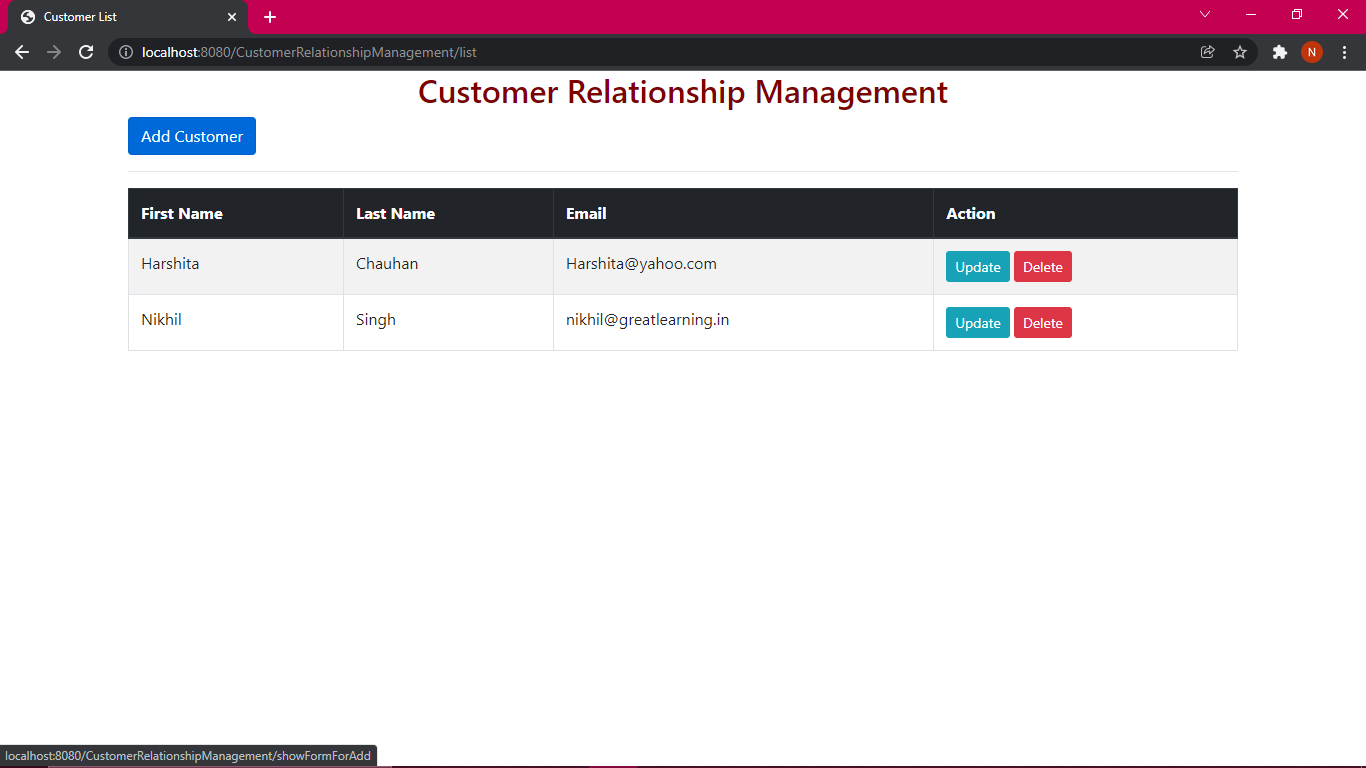 Customer List
localhost:8080/CustomerRelationshipManagement/list
N
Customer Relationship Management
Add Customer
First Name Last Name Email Action
Harshita Chauhan Harshita@yahoo.com Update Delete
Nikhil Singh nikhil@greatlearning.in Update Delete
localhost:8080/CustomerRelationshipManagement/showFormForAdd